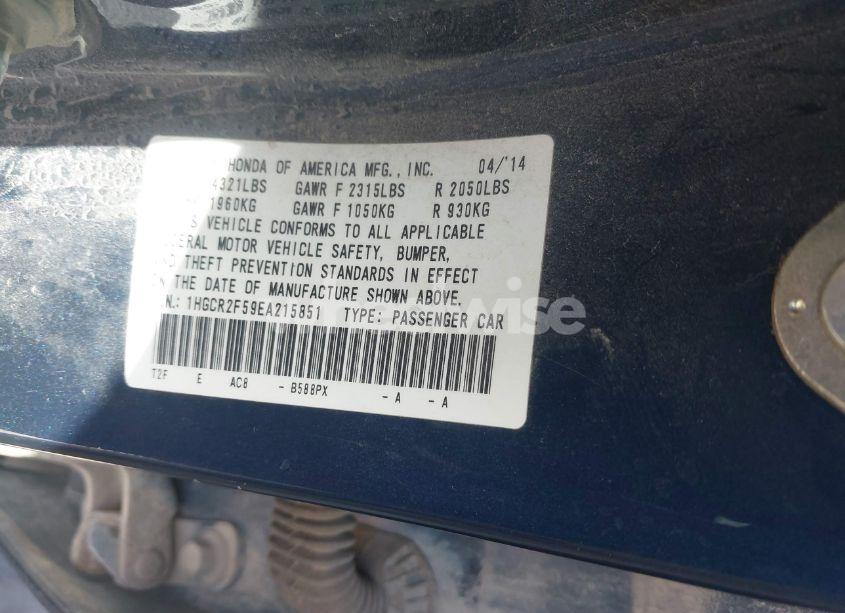 HONDA OF AMERICA MFG., INC. 04/'14
4321LBS GAWR F 2315LBS R 2050LBS
1960KG GAWR F 1050KG R 930KG
S VEHICLE CONFORMS TO ALL APPLICABLE
ERAL MOTOR VEHICLE SAFETY, BUMPER,
ND THEFT PREVENTION STANDARDS IN EFFECT
N THE DATE OF MANUFACTURE SHOWN ABOVE.
N.: 1HGCR2F59EA215851 TYPE: PASSENGER CAR
T2F E AC8 - B588PX - A - A